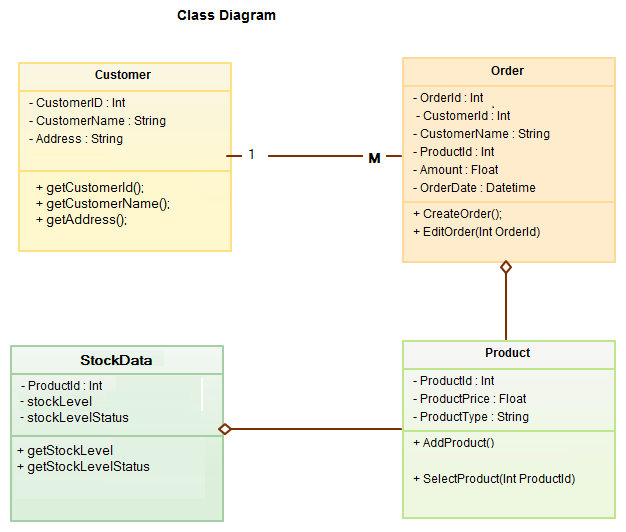 Class Diagram
Customer
- CustomerID : Int
- CustomerName : String
- Address : String
+ getCustomerId();
+ getCustomerName();
+ getAddress();
1
M
Order
- OrderId : Int
- CustomerId : Int
- CustomerName : String
- ProductId : Int
- Amount : Float
- OrderDate : Datetime
+ CreateOrder();
+ EditOrder(Int OrderId)
StockData
- ProductId : Int
- stockLevel
- stockLevelStatus
+ getStockLevel
+ getStockLevelStatus
Product
- ProductId : Int
- ProductPrice : Float
- ProductType : String
+ AddProduct()
+ SelectProduct(Int ProductId)